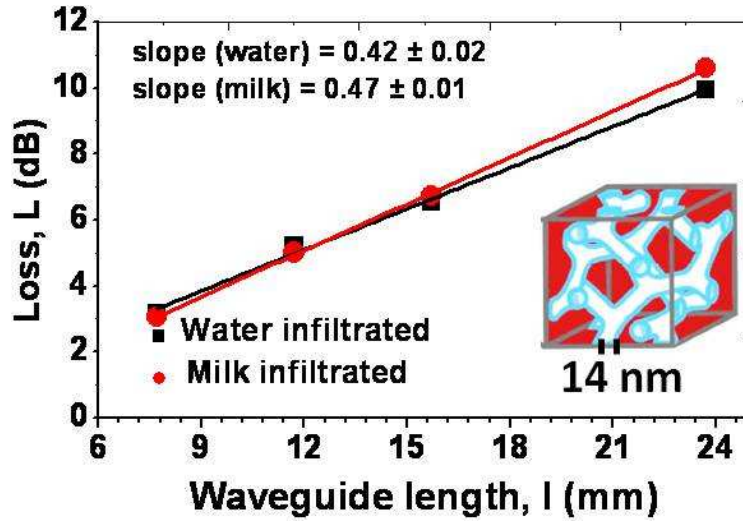 12
10
8
6
4
2
0
Loss, L (dB)
slope (water) = 0.42 ± 0.02
slope (milk) = 0.47 ± 0.01
Water infiltrated
Milk infiltrated
14 nm
6 9 12 15 18 21 24
Waveguide length, l (mm)